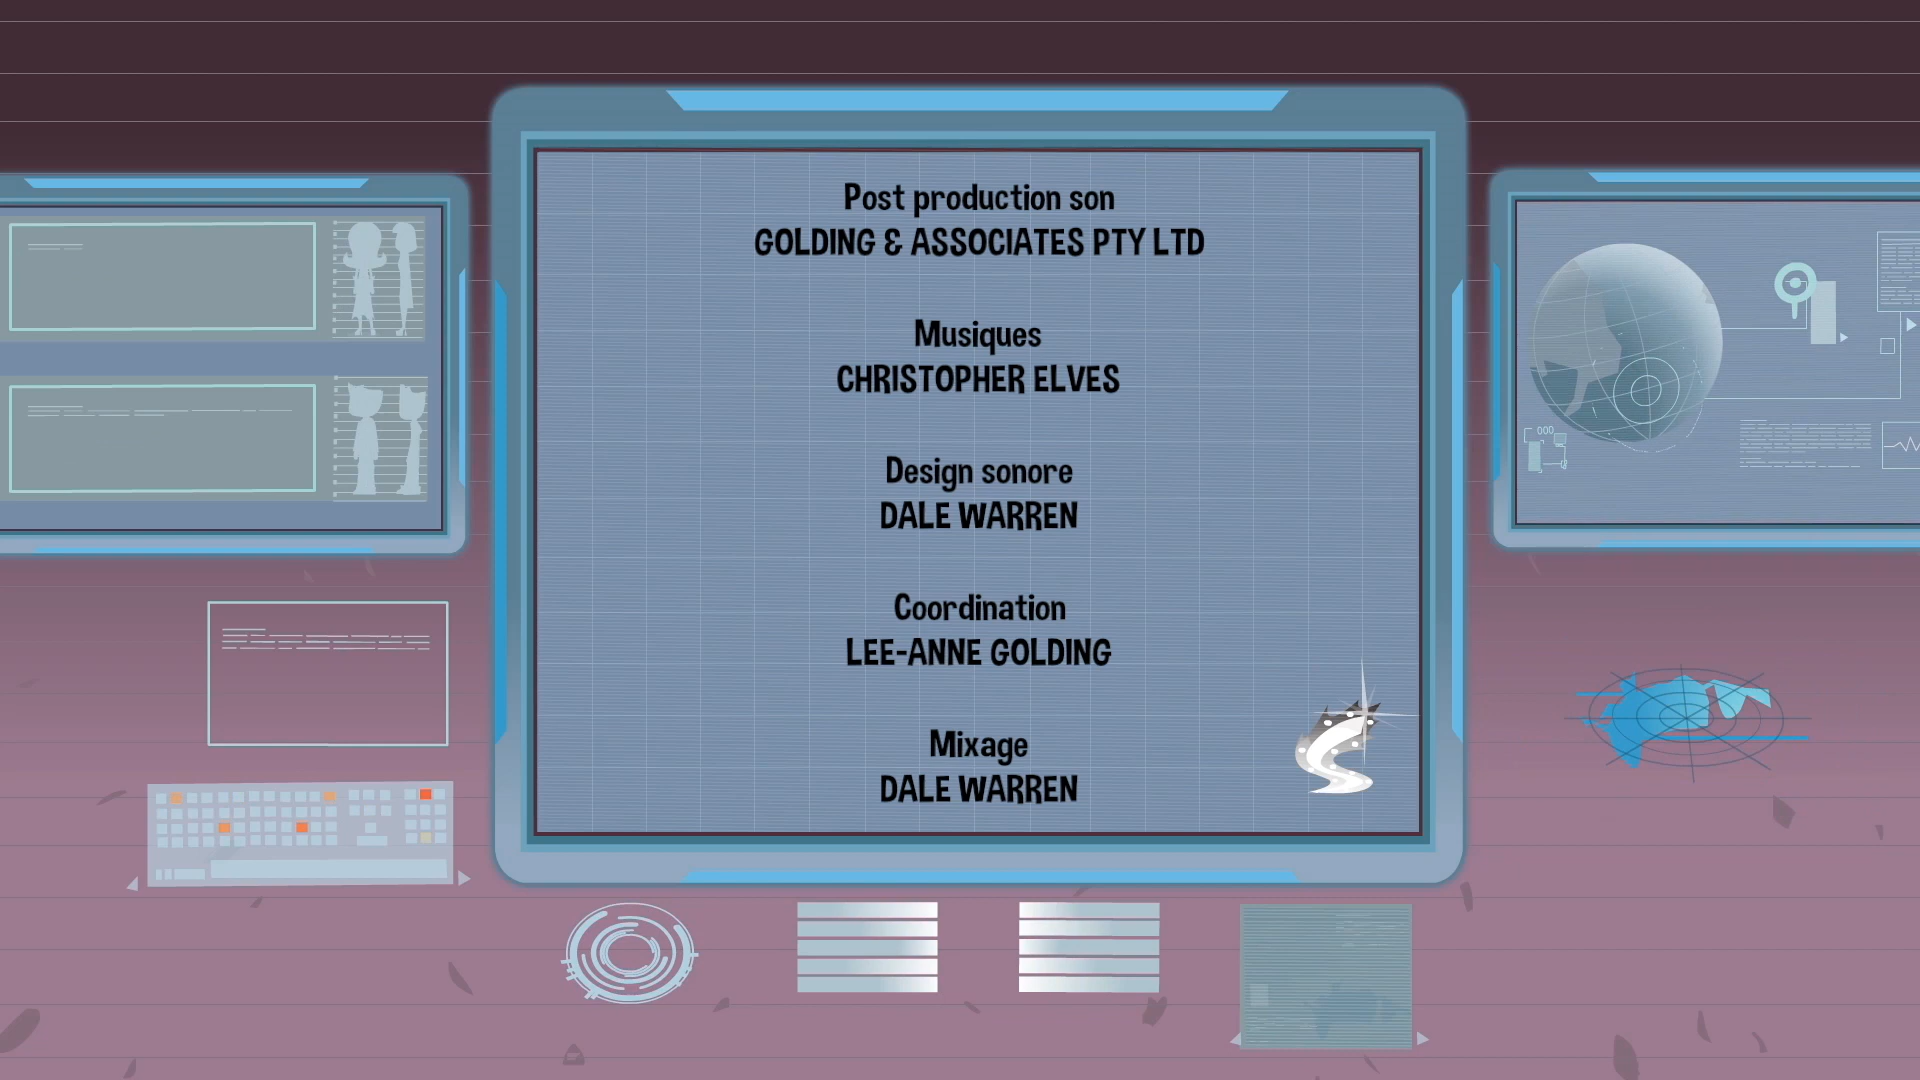 Post production son
GOLDING & ASSOCIATES PTY LTD
Musiques
CHRISTOPHER ELVES
Design sonore
DALE WARREN
Coordination
LEE-ANNE GOLDING
Mixage
DALE WARREN
000